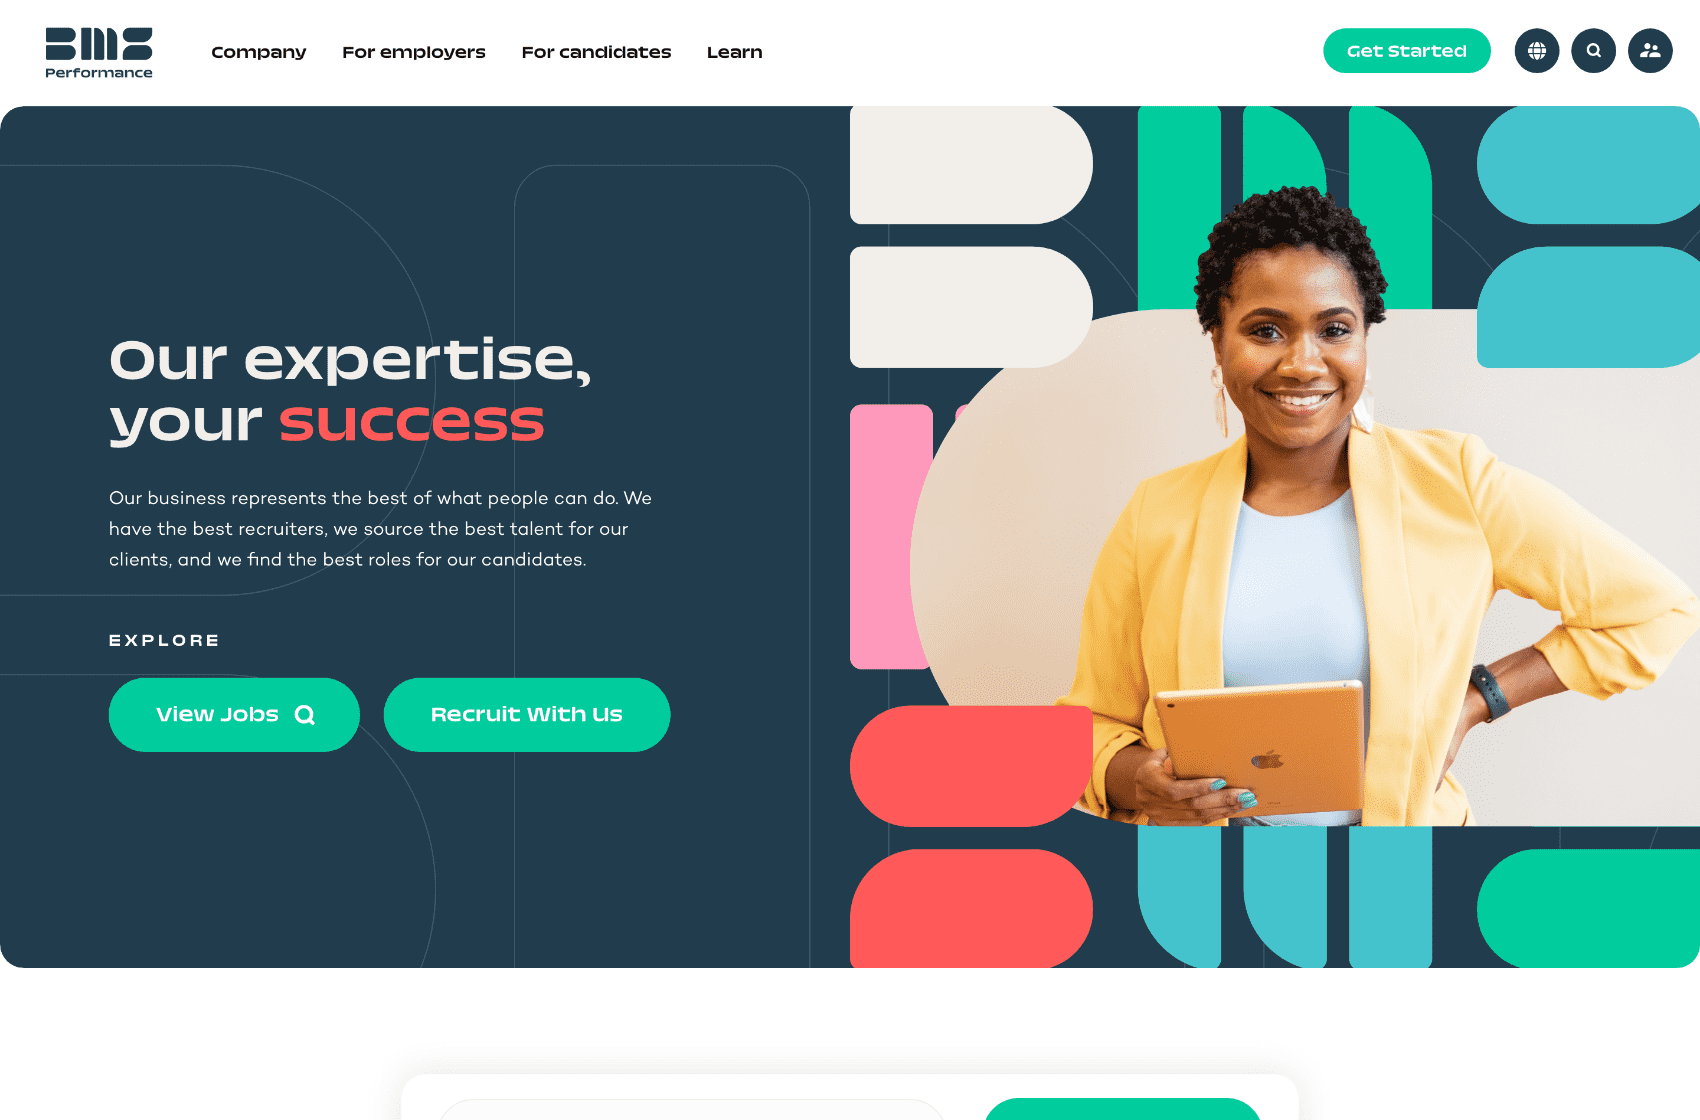 BMS
Performance
Company
For employers
For candidates
Learn
Get Started
Our expertise,
your success
Our business represents the best of what people can do. We
have the best recruiters, we source the best talent for our
clients, and we find the best roles for our candidates.
EXPLORE
View Jobs
Recruit With Us